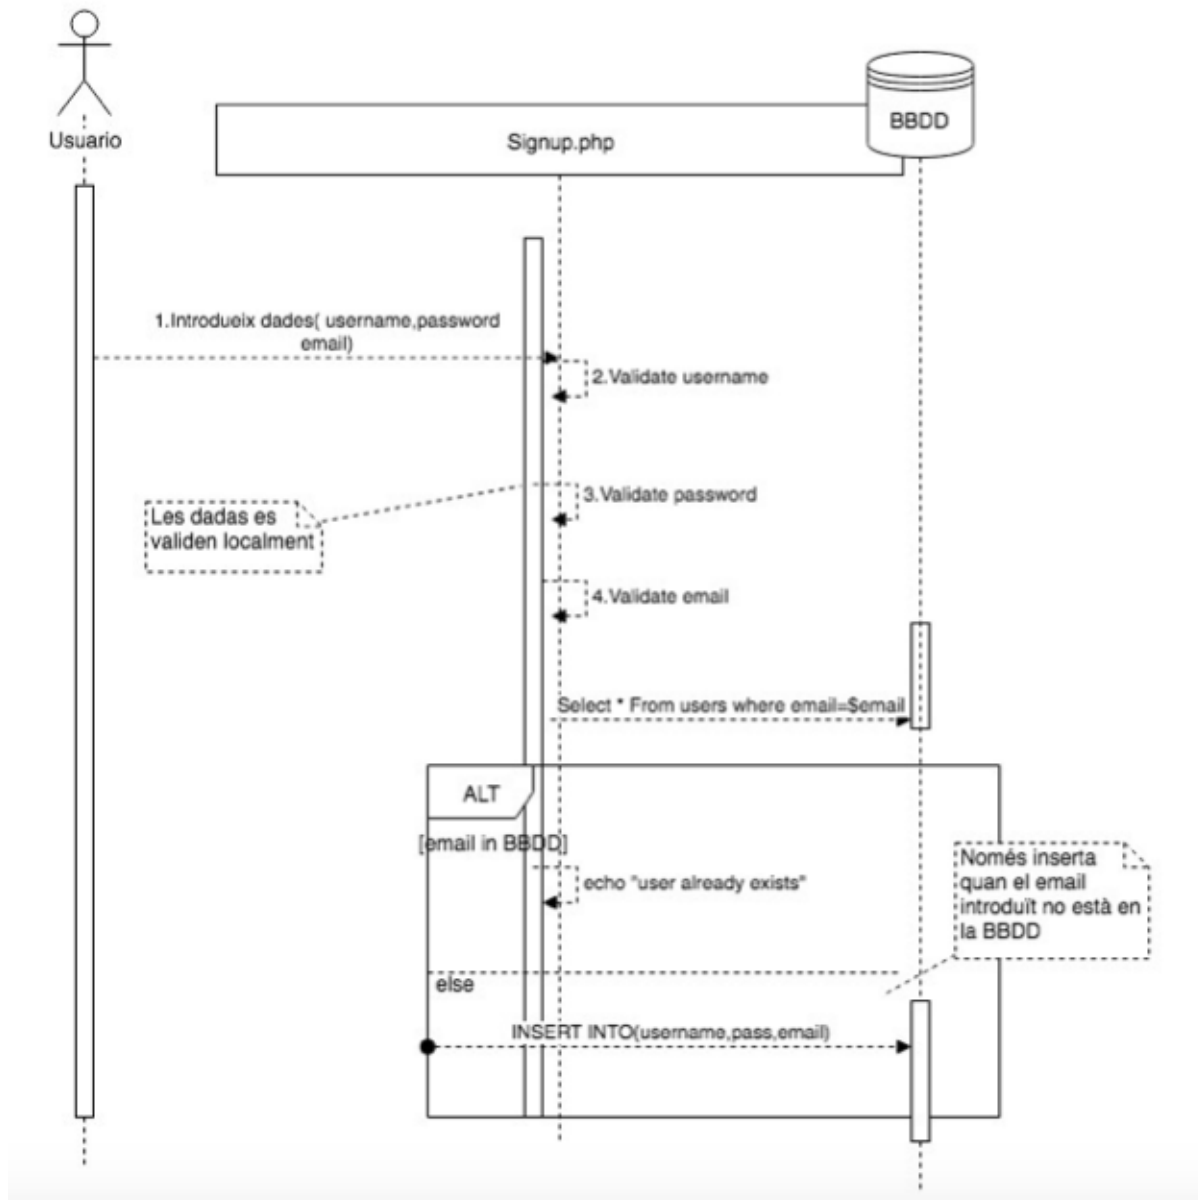 Usuario
Signup.php
BBDD
1.Introdueix dades( username,password
email)
2.Validate username
3.Validate password
Les dadas es
validen localment
4.Validate email
Select * From users where email=$email
ALT
[email in BBDD]
echo "user already exists"
Només inserta
quan el email
introduït no està en
la BBDD
else
INSERT INTO(username,pass,email)